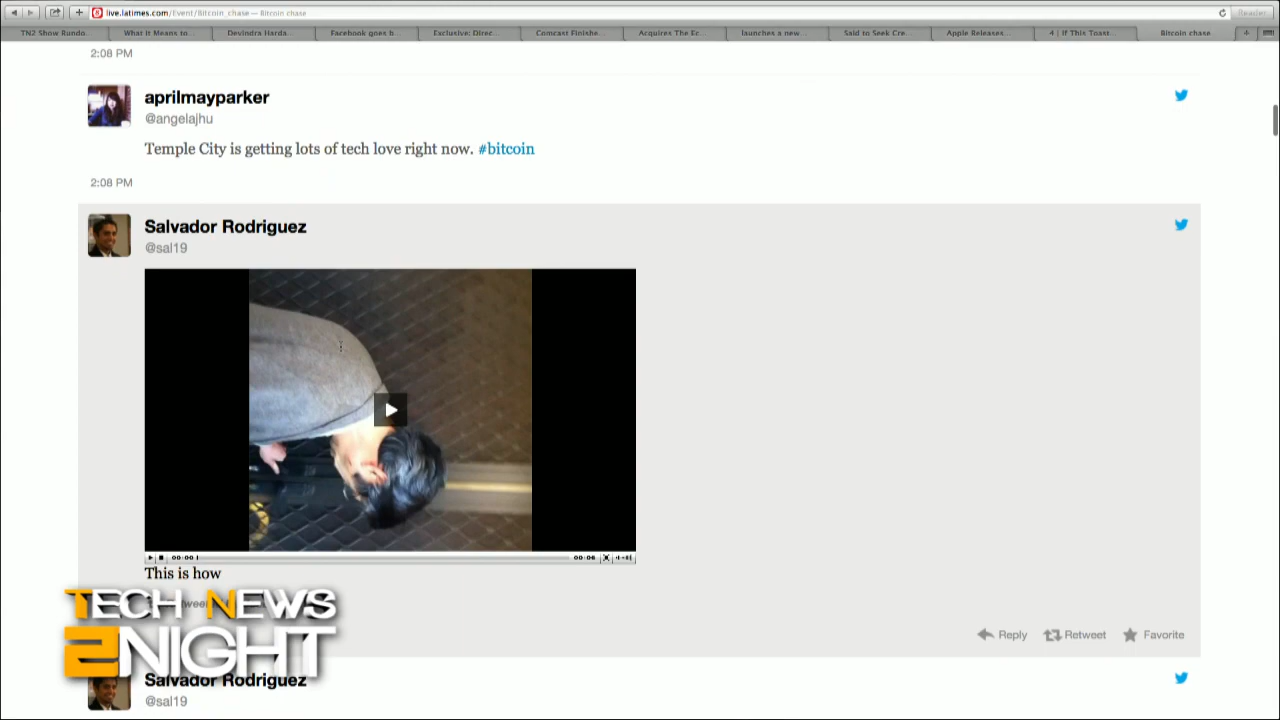 live.latimes.com/Event/Bitcoin_chase — Bitcoin chase
Reader
TN2 Show Rundo...
What It Means to...
Devindra Harda...
Facebook goes b...
Exclusive: Direc...
Comcast Finishe...
Acquires The Ec...
launches a new...
Said to Seek Cre...
Apple Releases...
4 | If This Toast...
Bitcoin chase
2:08 PM
aprilmayparker
@angelajhu
Temple City is getting lots of tech love right now. #bitcoin
2:08 PM
Salvador Rodriguez
@sal19
00:00
00:06
This is how
Reply
Retweet
Favorite
TECH NEWS
2NIGHT
Salvador Rodriguez
@sal19